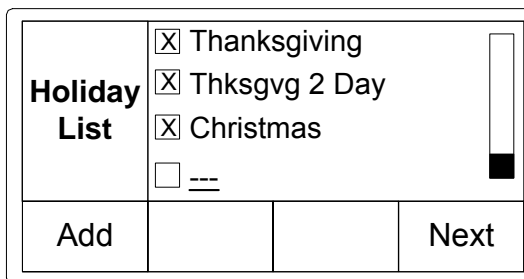 Holiday
List
X Thanksgiving
X Thksgvg 2 Day
X Christmas
---
Add
Next